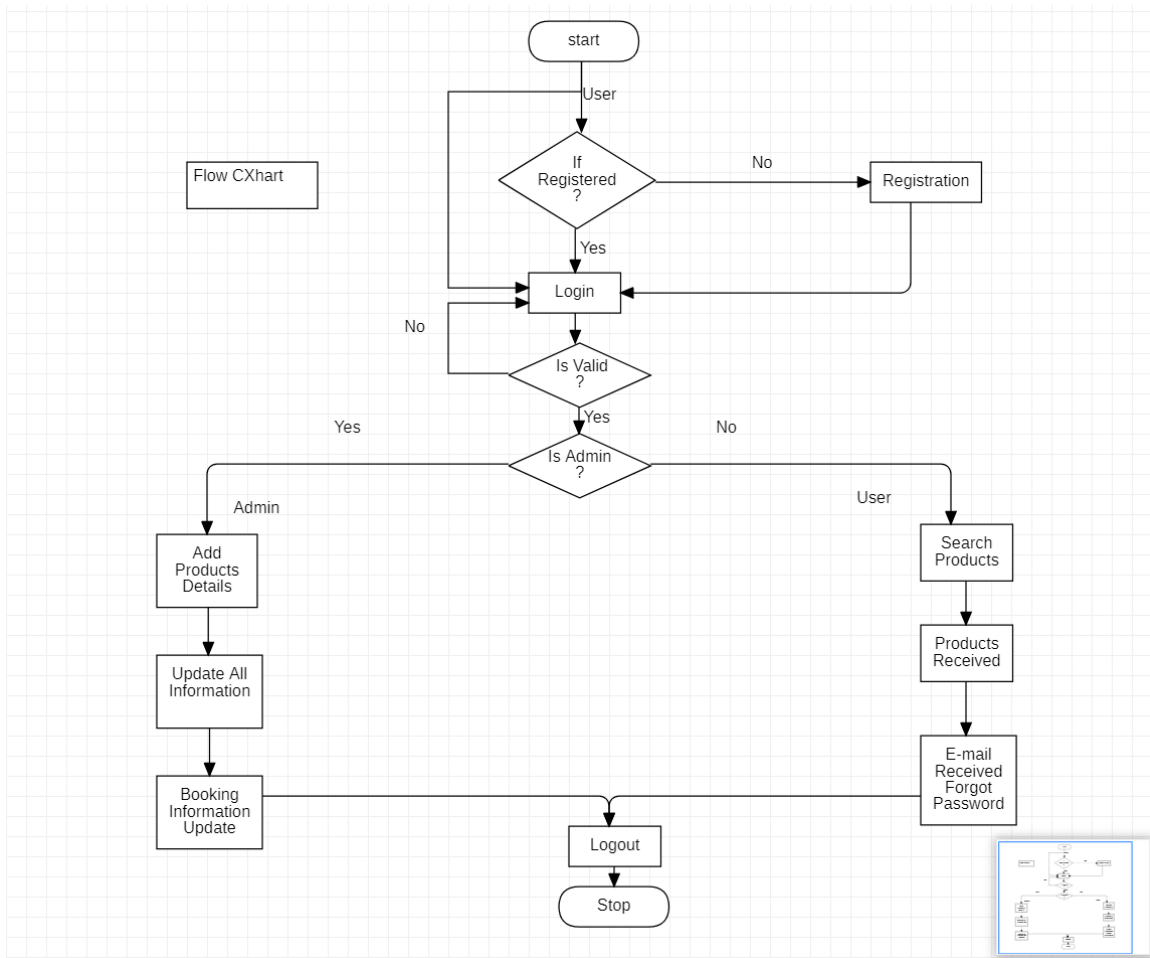 start
User
Flow CXhart
If
Registered
?
No
Registration
Yes
Login
No
Is Valid
?
Yes
Yes
No
Is Admin
?
Admin
User
Add
Products
Details
Search
Products
Update All
Information
Products
Received
Booking
Information
Update
E-mail
Received
Forgot
Password
Logout
Stop